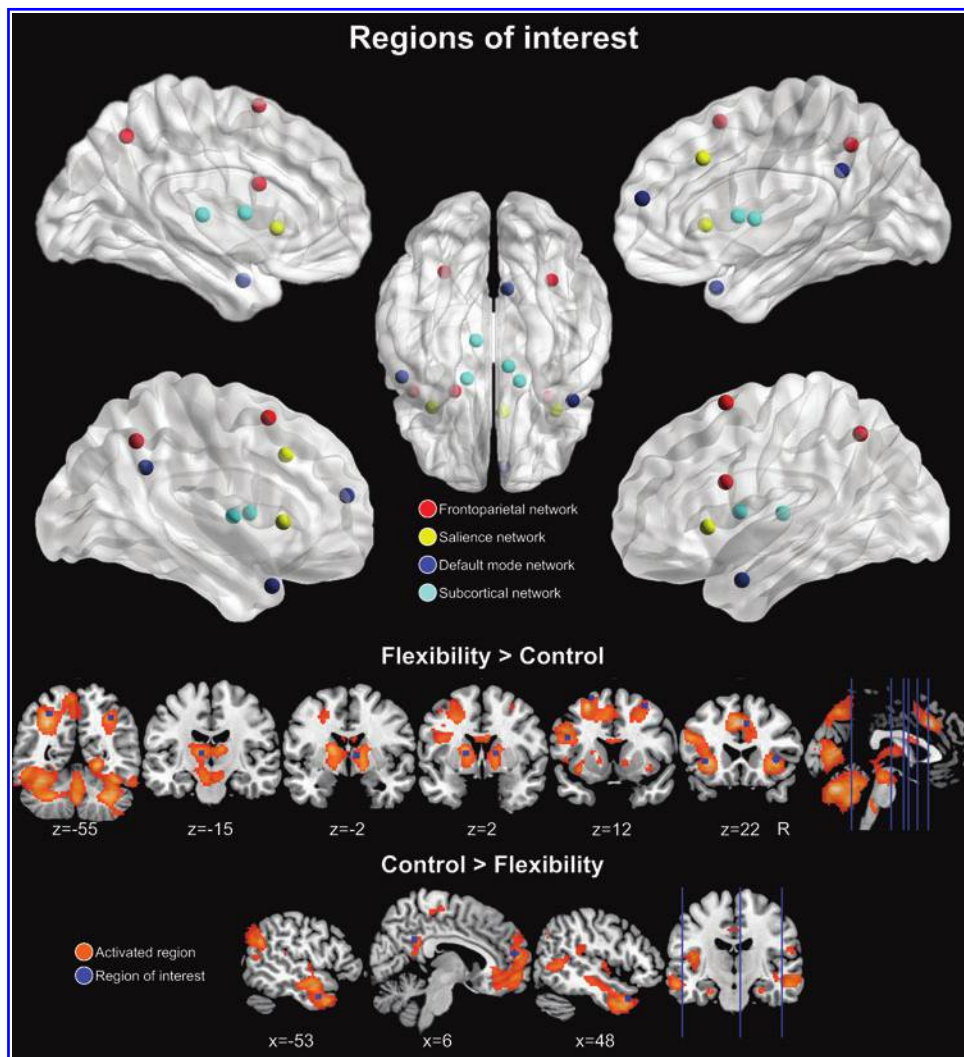 Regions of interest
Frontoparietal network
Salience network
Default mode network
Subcortical network
Flexibility > Control
z=-55 z=-15 z=-2 z=2 z=12 z=22 R
Control > Flexibility
Activated region
Region of interest
x=-53 x=6 x=48